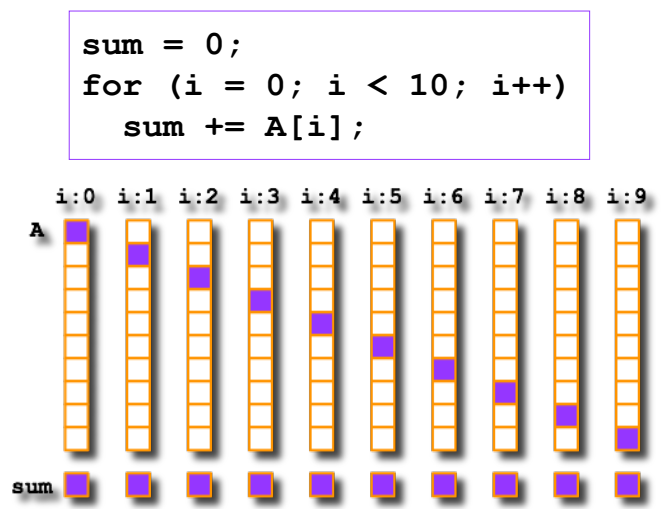 sum = 0;
for (i = 0; i < 10; i++)
  sum += A[i];
i:0 i:1 i:2 i:3 i:4 i:5 i:6 i:7 i:8 i:9
A
sum